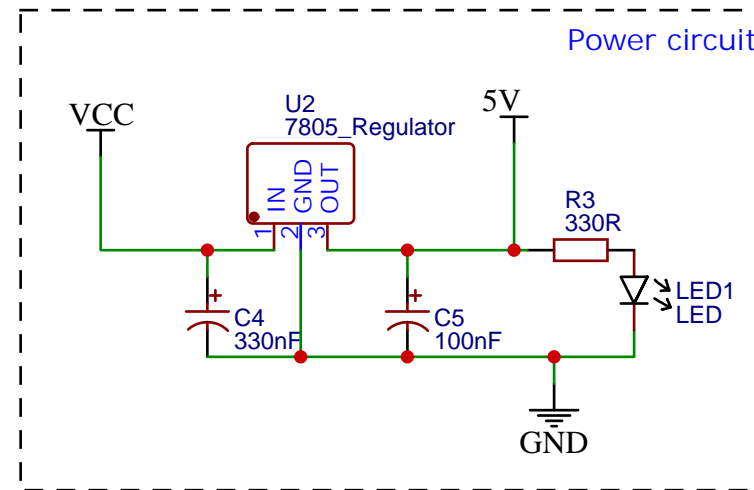 Power circuit
VCC
U2
7805_Regulator
5V
IN
GND
OUT
1
2
3
R3
330R
C4
330nF
C5
100nF
LED1
LED
GND